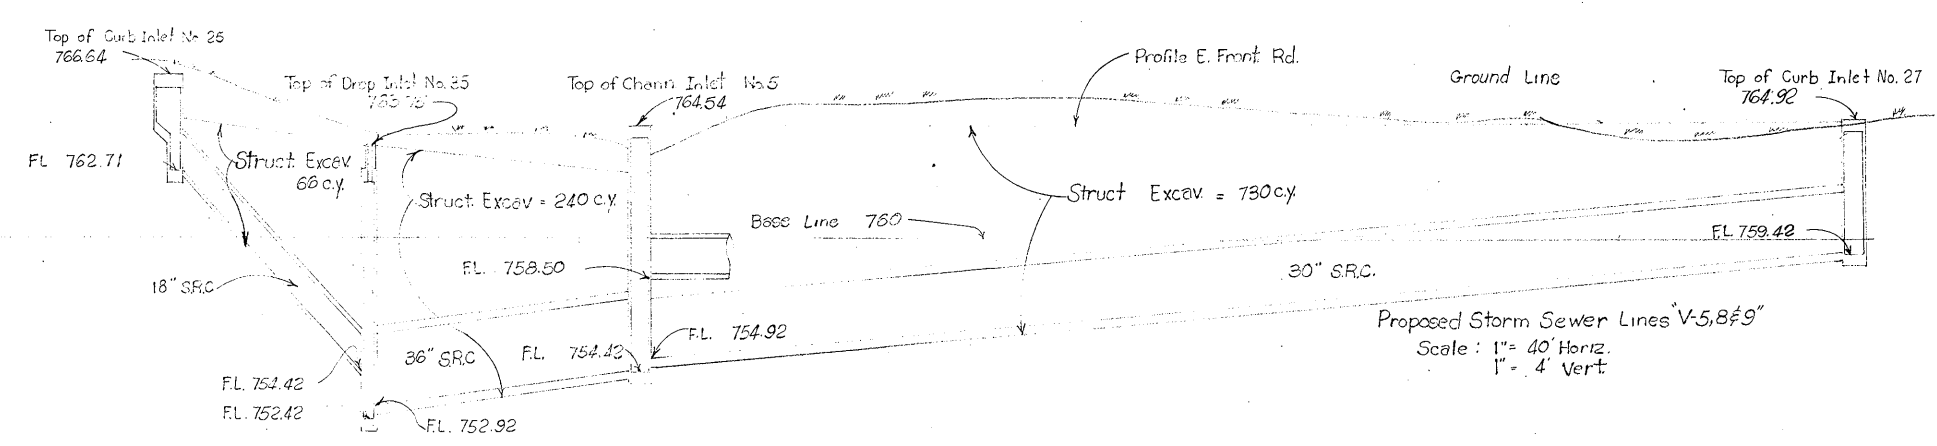 Top of Curb Inlet No 25
766.64
Top of Drop Inlet No. 35
Top of Chann Inlet No. 5
764.54
Profile E. Front Rd.
Ground Line
Top of Curb Inlet No. 27
764.92
FL 762.71
Struct Excav.
66 c.y.
Struct. Excav = 240 c.y.
Struct Excav. = 730 c.y.
Base Line 760
F.L. 759.42
F.L. 758.50
30" S.R.C.
18" S.R.C
F.L. 754.92
36" S.R.C
F.L. 754.42
F.L. 754.42
F.L. 752.42
F.L. 752.92
Proposed Storm Sewer Lines "V-5,8&9"
Scale : 1" = 40' Horiz.
1" = 4' Vert.